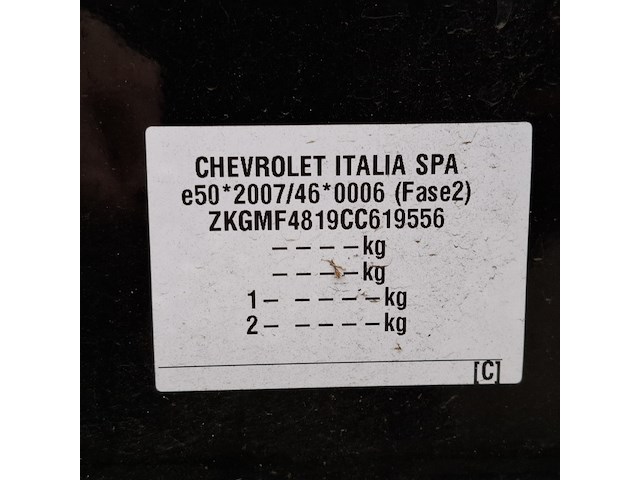 CHEVROLET ITALIA SPA
e50*2007/46*0006 (Fase2)
ZKGMF4819CC619556
– – – – kg
– – – – kg
1– – – – – kg
2– – – – – kg
[C]